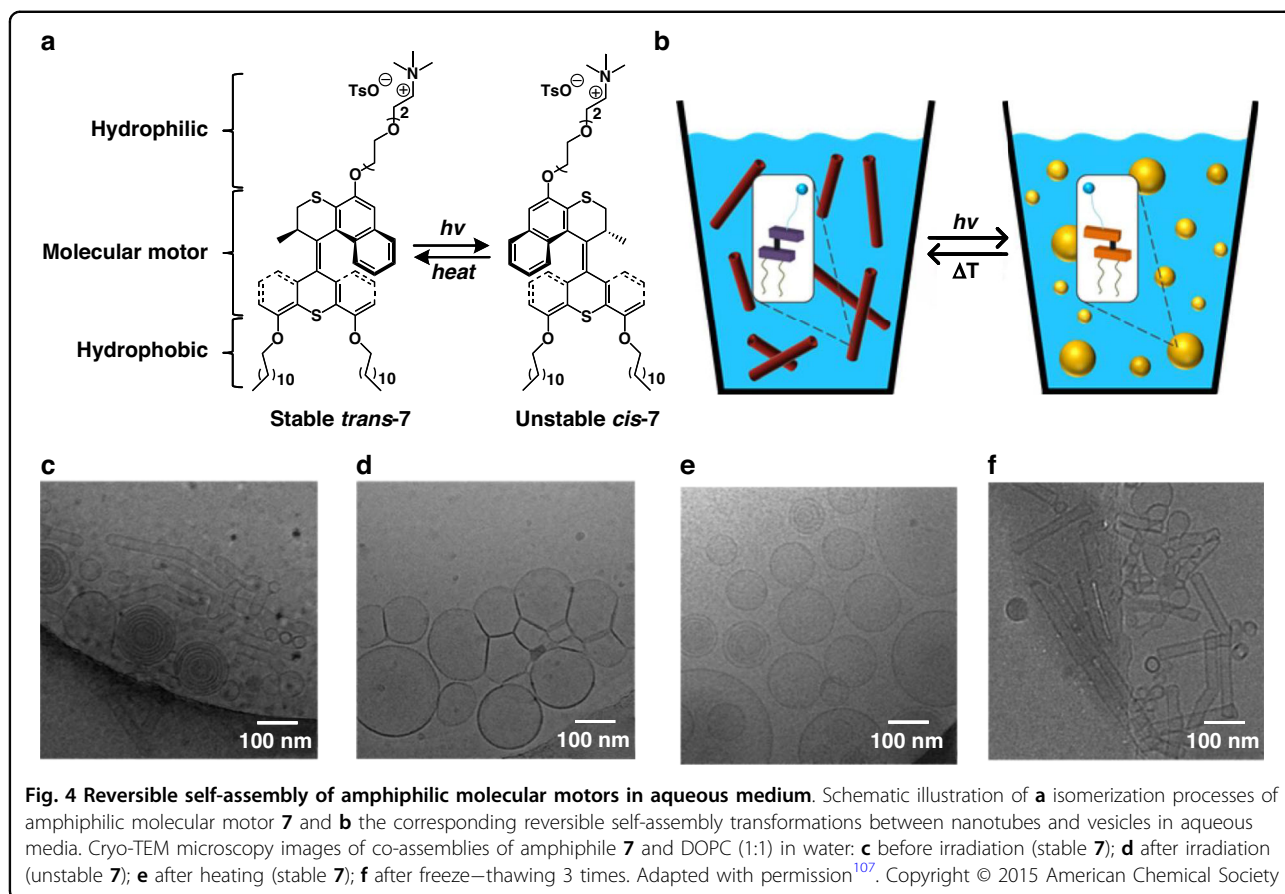 a
b
TsO⊖
⊕
N
2
O
O
S
S
O
O
10
10
TsO⊖
⊕
N
2
O
O
S
S
O
O
10
10
Hydrophilic
Molecular motor
Hydrophobic
hv
heat
Stable trans-7
Unstable cis-7
hv
ΔT
c
d
e
f
100 nm
100 nm
100 nm
100 nm
Fig. 4 Reversible self-assembly of amphiphilic molecular motors in aqueous medium. Schematic illustration of a isomerization processes of
amphiphilic molecular motor 7 and b the corresponding reversible self-assembly transformations between nanotubes and vesicles in aqueous
media. Cryo-TEM microscopy images of co-assemblies of amphiphile 7 and DOPC (1:1) in water: c before irradiation (stable 7); d after irradiation
(unstable 7); e after heating (stable 7); f after freeze−thawing 3 times. Adapted with permission107. Copyright © 2015 American Chemical Society